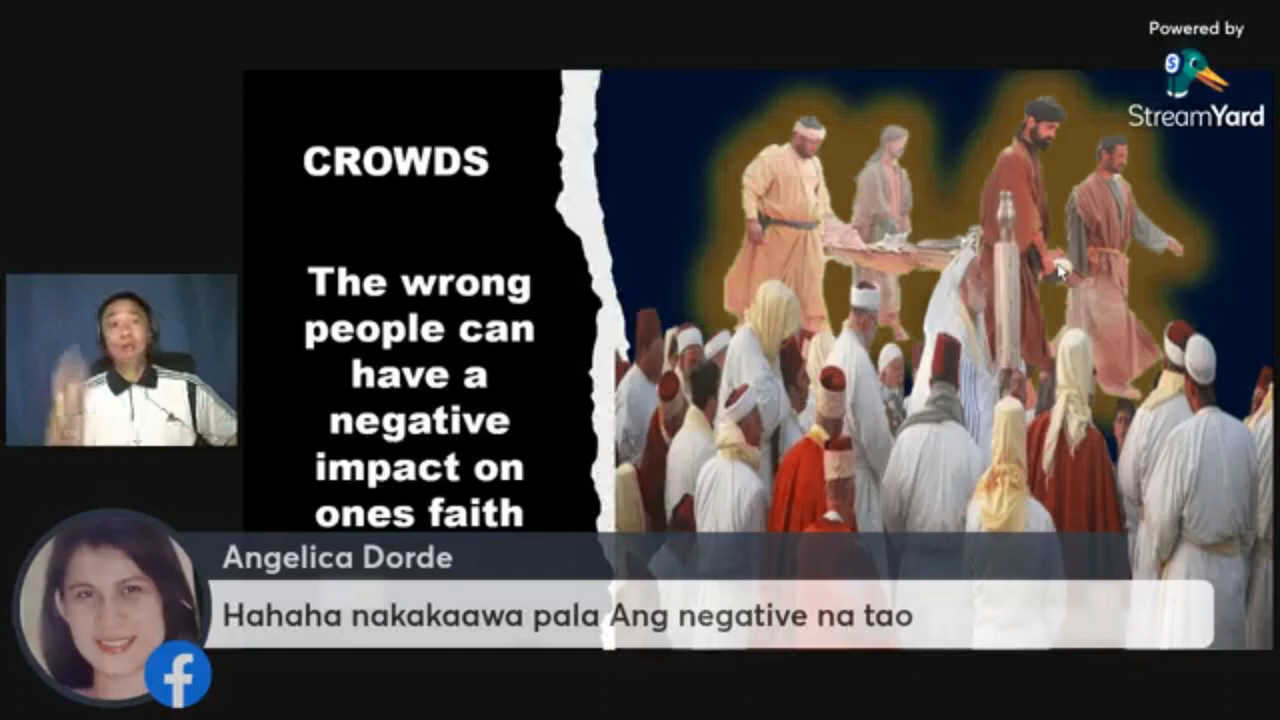 Powered by
StreamYard
CROWDS
The wrong
people can
have a
negative
impact on
ones faith
Angelica Dorde
Hahaha nakakaawa pala Ang negative na tao